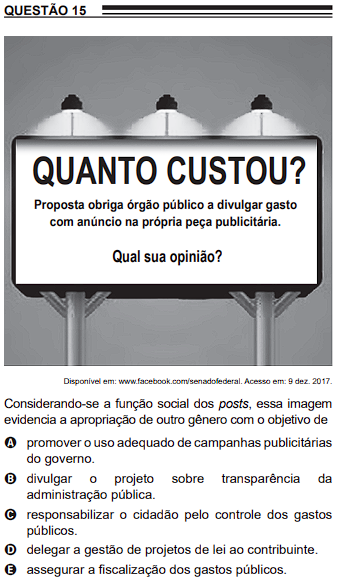 QUESTÃO 15
QUANTO CUSTOU?
Proposta obriga órgão público a divulgar gasto
com anúncio na própria peça publicitária.
Qual sua opinião?
Disponível em: www.facebook.com/senadofederal. Acesso em: 9 dez. 2017.
Considerando-se a função social dos posts, essa imagem
evidencia a apropriação de outro gênero com o objetivo de
A promover o uso adequado de campanhas publicitárias
do governo.
B divulgar o projeto sobre transparência da
administração pública.
C responsabilizar o cidadão pelo controle dos gastos
públicos.
D delegar a gestão de projetos de lei ao contribuinte.
E assegurar a fiscalização dos gastos públicos.